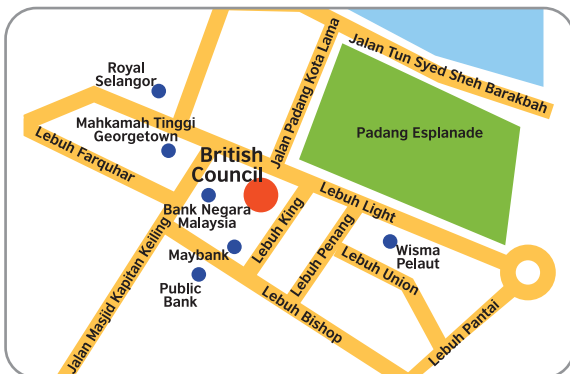 Jalan Tun Syed Sheh Barakbah
Jalan Padang Kota Lama
Royal
Selangor
Mahkamah Tinggi
Georgetown
Padang Esplanade
Lebuh Farquhar
British
Council
Lebuh Light
Bank Negara
Malaysia
Lebuh King
Lebuh Penang
Maybank
Wisma
Pelaut
Lebuh Union
Jalan Masjid Kapitan Keiling
Public
Bank
Lebuh Bishop
Lebuh Pantai